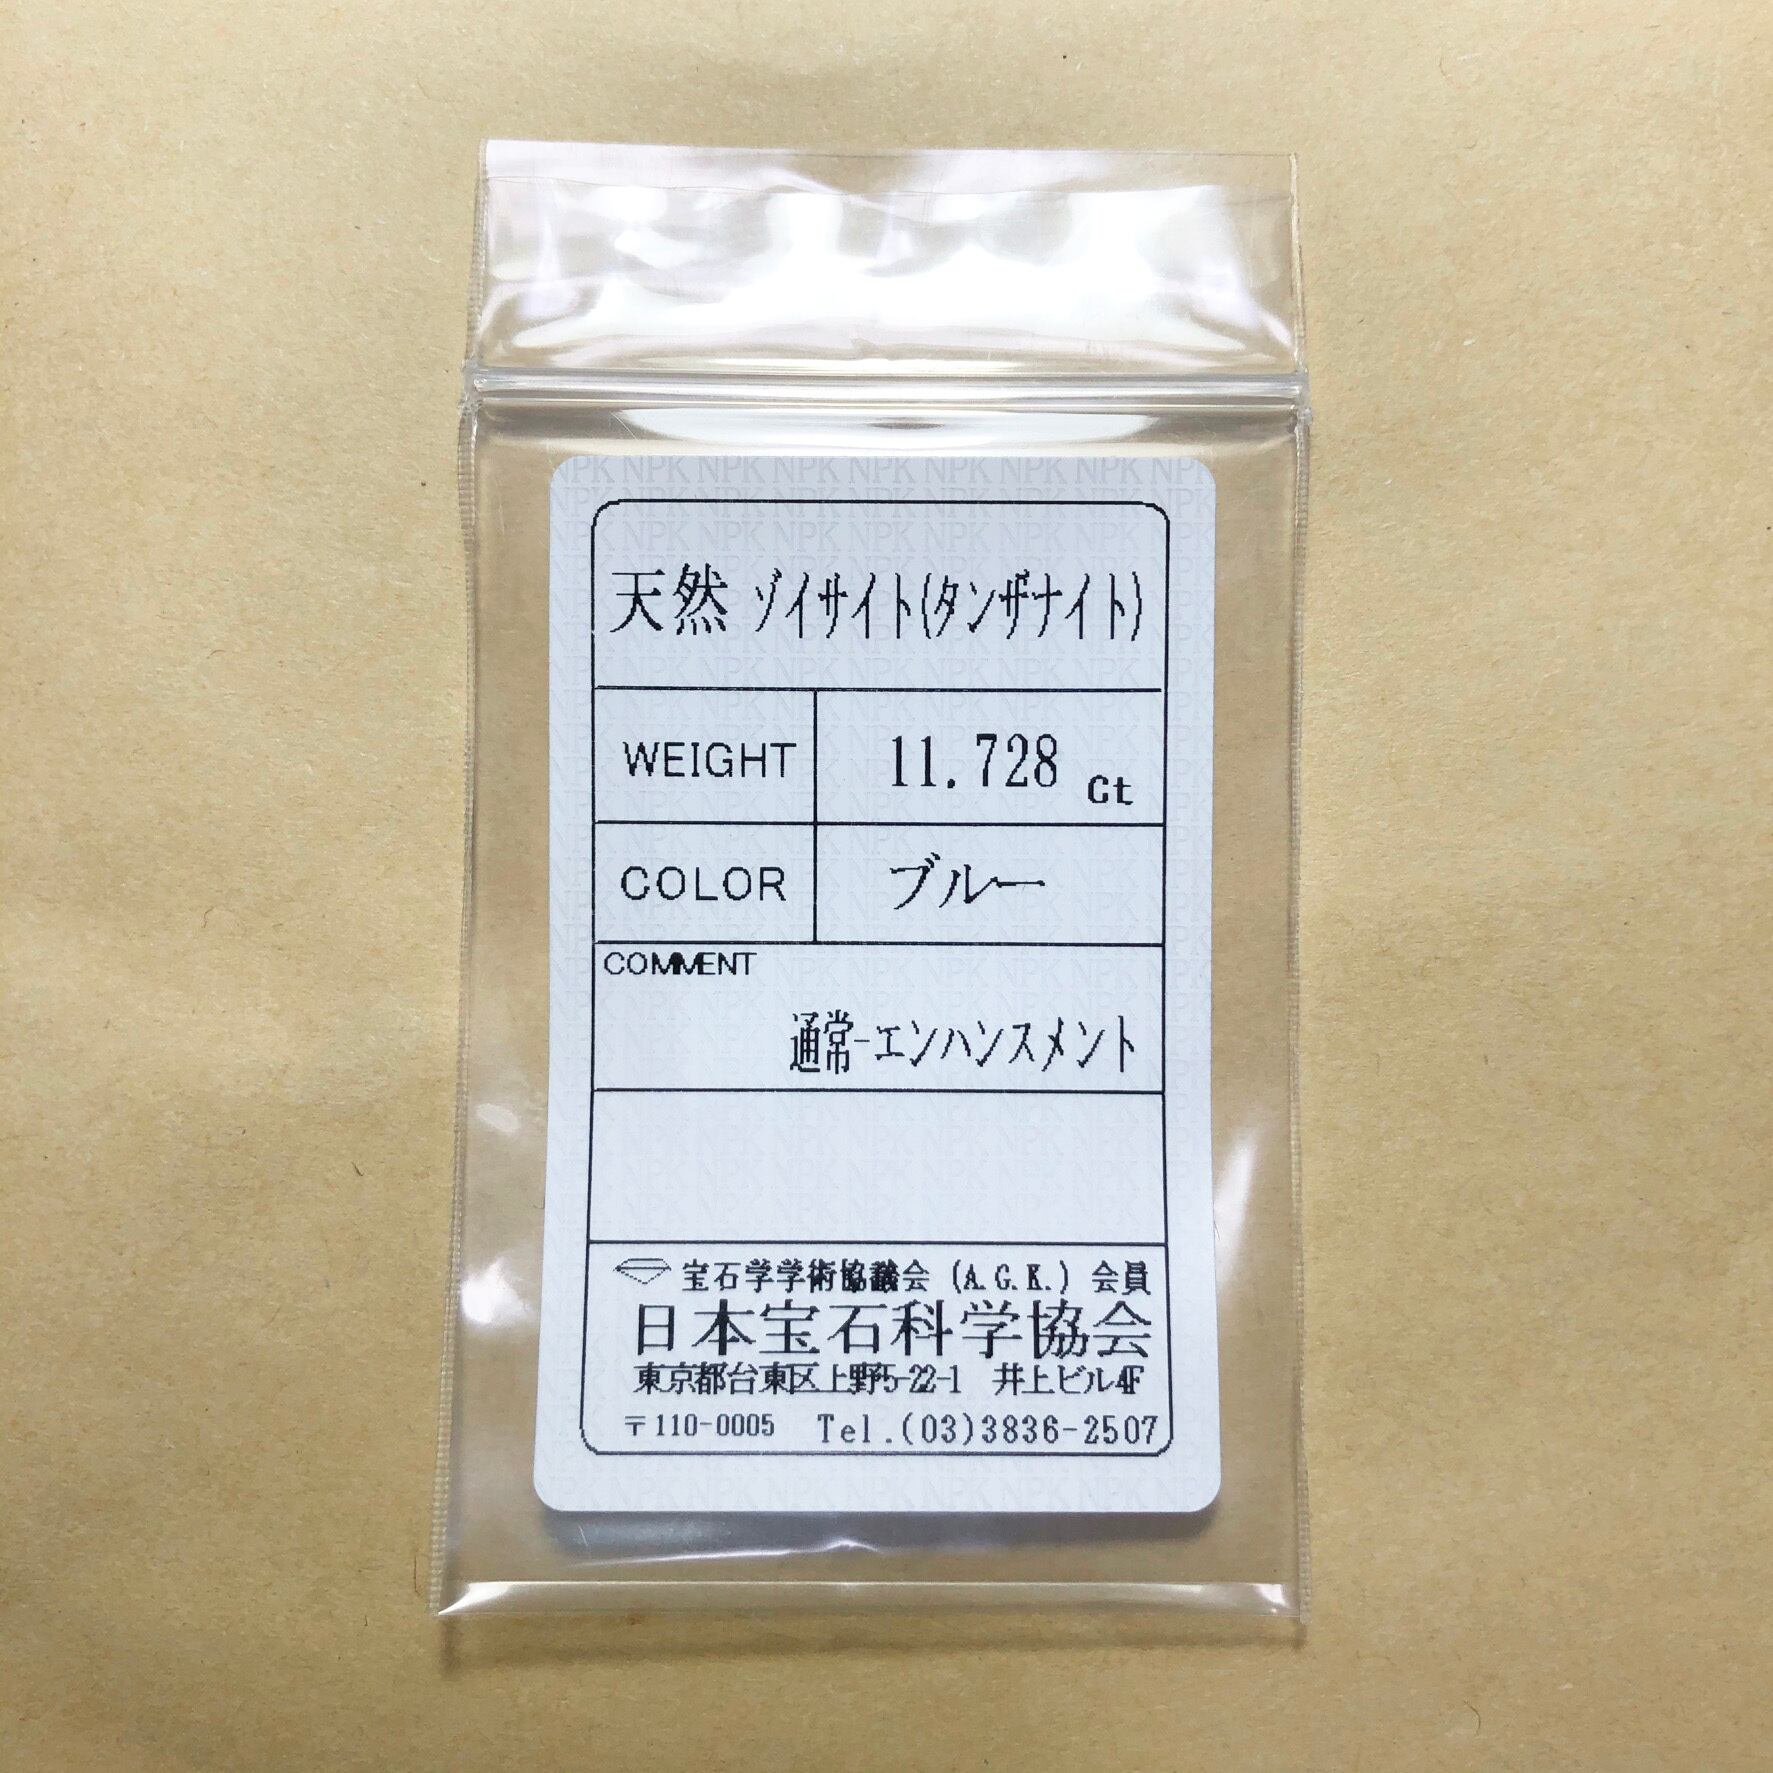 天然 ゾイサイト(タンザナイト)
WEIGHT 11.728 Ct
COLOR ブルー
COMMENT
通常-エンハンスメント
宝石学学術協議会 (A.G.K.) 会員
日本宝石科学協会
東京都台東区上野5-22-1 井上ビル4F
〒110-0005 Tel.(03)3836-2507